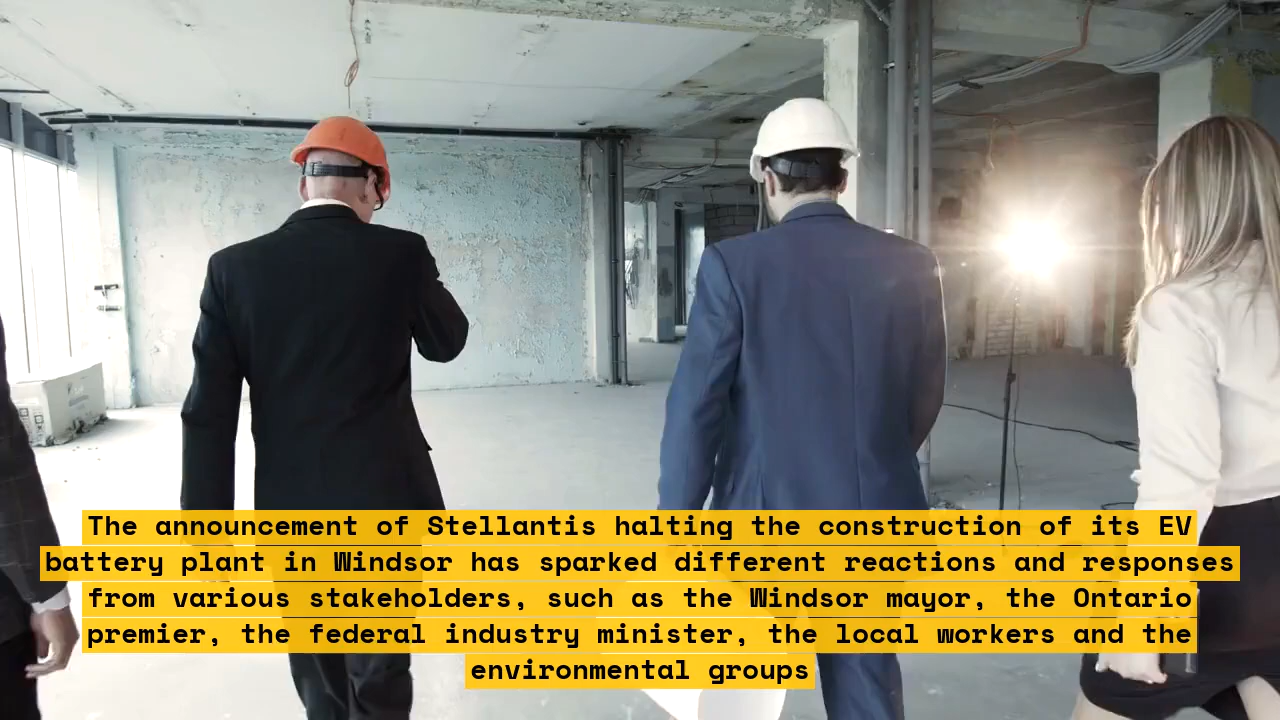 The announcement of Stellantis halting the construction of its EV
battery plant in Windsor has sparked different reactions and responses
from various stakeholders, such as the Windsor mayor, the Ontario
premier, the federal industry minister, the local workers and the
environmental groups